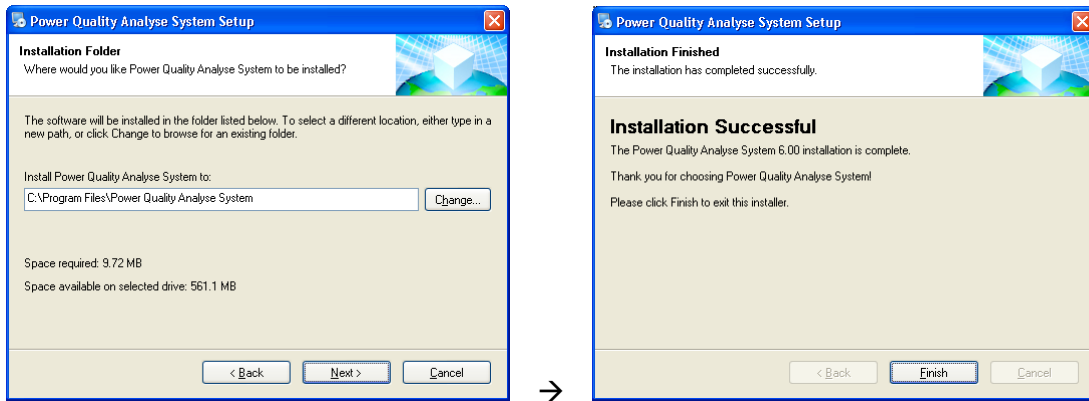 Power Quality Analyse System Setup
Installation Folder
Where would you like Power Quality Analyse System to be installed?
The software will be installed in the folder listed below. To select a different location, either type in a
new path, or click Change to browse for an existing folder.
Install Power Quality Analyse System to:
C:\Program Files\Power Quality Analyse System
Change...
Space required: 9.72 MB
Space available on selected drive: 561.1 MB
< Back Next > Cancel
→
Power Quality Analyse System Setup
Installation Finished
The installation has completed successfully.
Installation Successful
The Power Quality Analyse System 6.00 installation is complete.
Thank you for choosing Power Quality Analyse System!
Please click Finish to exit this installer.
< Back Finish Cancel